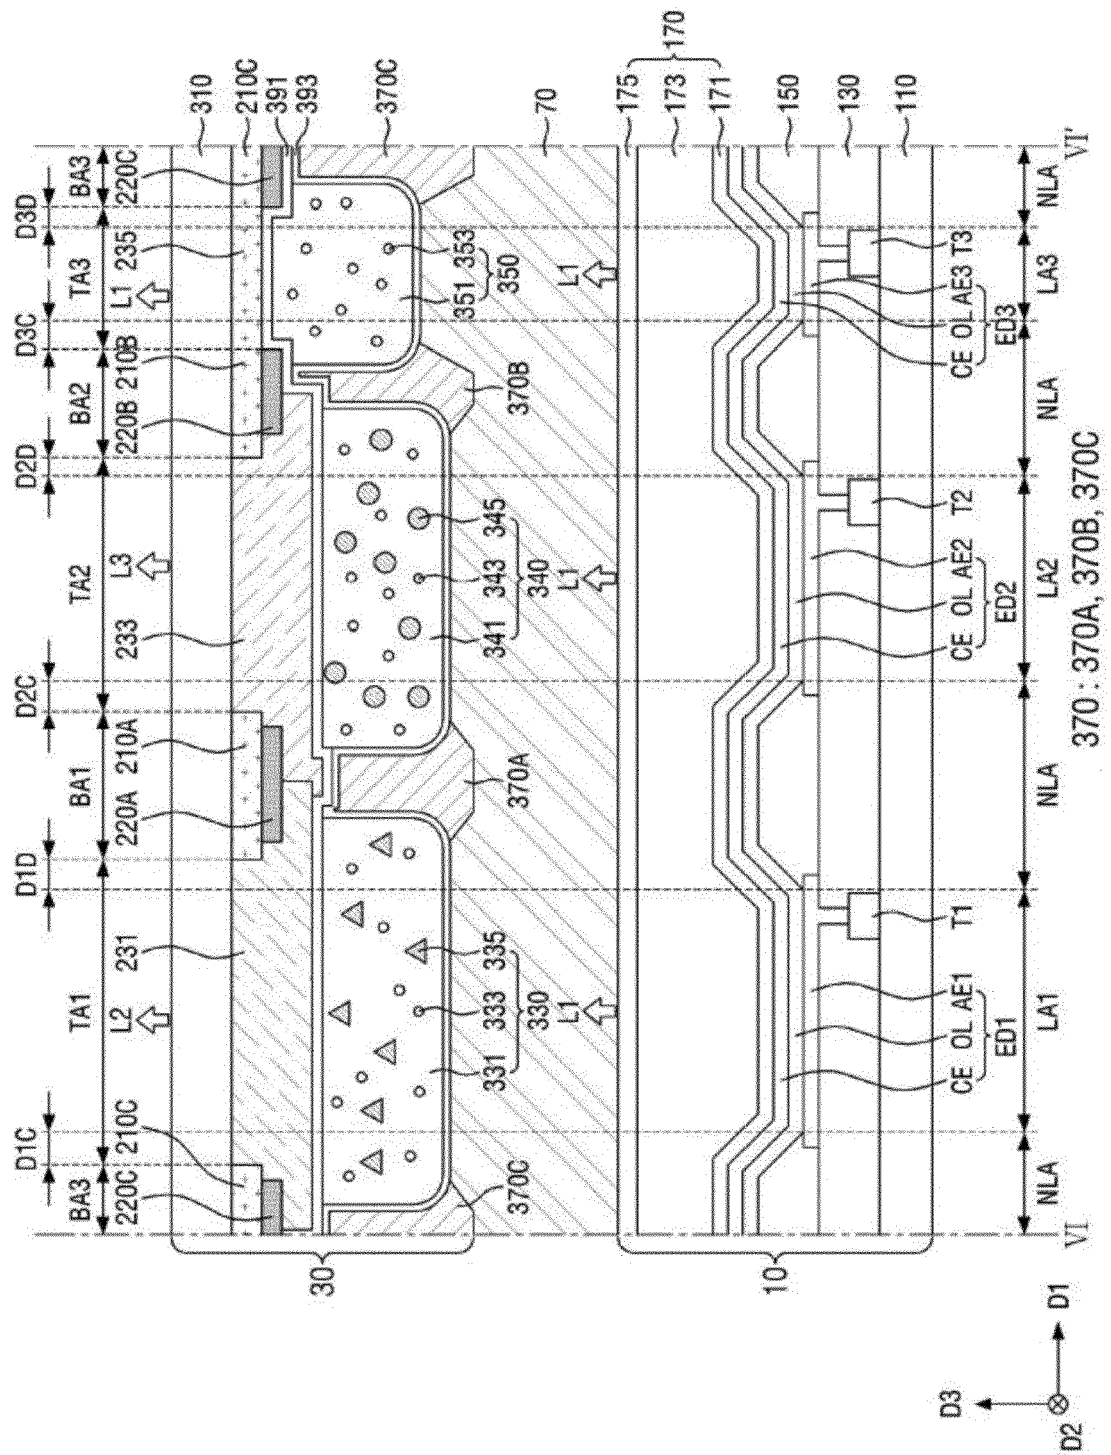 D1C D1D D2C D2D D3C D3D
BA3 TA1 BA1 TA2 BA2 TA3 BA3
220C 210C L2 231 220A 210A 233 L3 220B 210B L1 235 220C
310
210C
391
393
370C
30
331 333 335
330
341 343 345
340
351 353
350
370C 370A 370B
70
L1 L1 L1
175
173
171
170
150
130
110
10
CE OL AE1 T1
ED1
CE OL AE2 T2
ED2
CE OL AE3 T3
ED3
NLA LA1 NLA LA2 NLA LA3 NLA
VI VI'
370 : 370A, 370B, 370C
D3
D2
D1